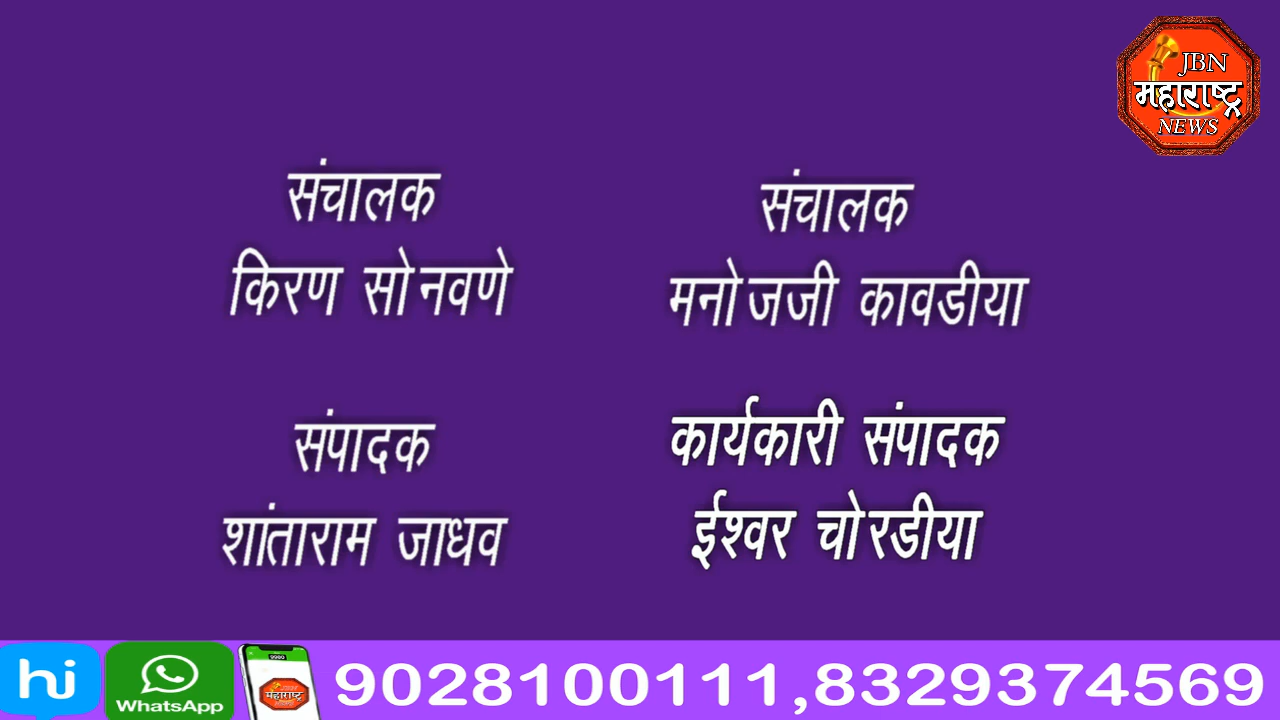 JBN
महाराष्ट्र
NEWS
संचालक
किरण सोनवणे
संचालक
मनोजजी कावडीया
संपादक
शांताराम जाधव
कार्यकारी संपादक
ईश्वर चोरडीया
hi
WhatsApp
महाराष्ट्र
9028100111,8329374569